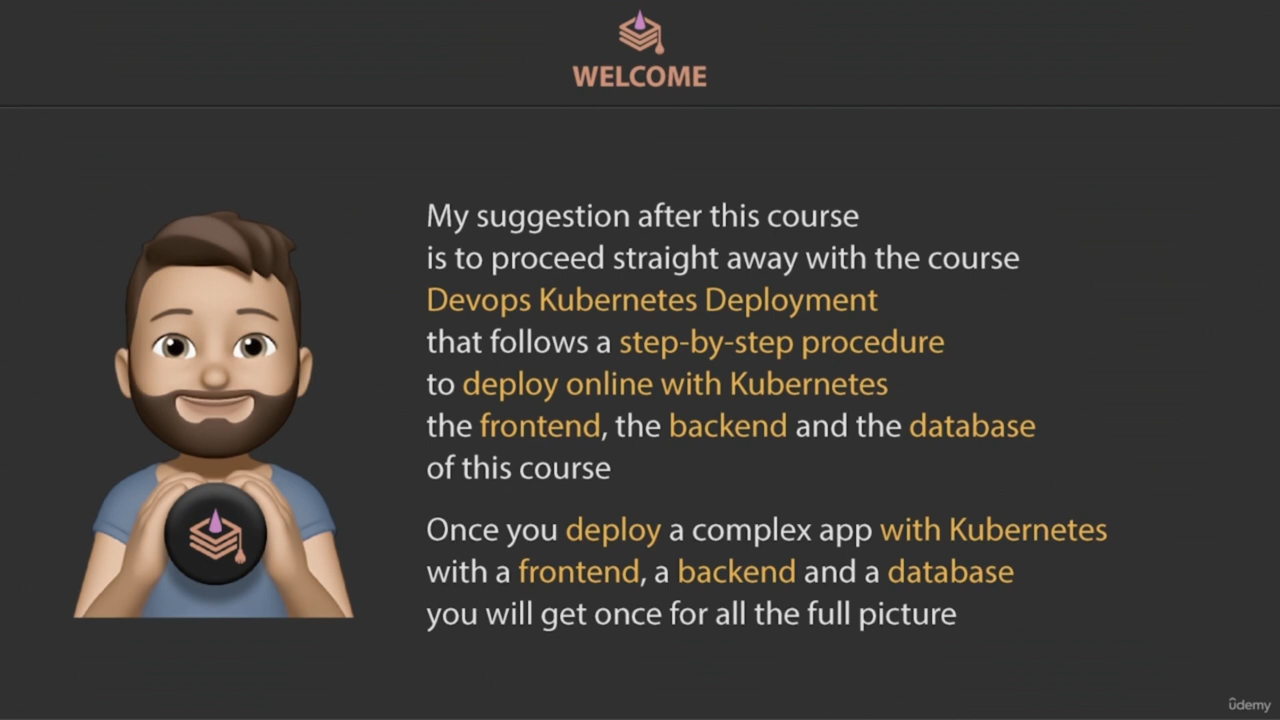 WELCOME
My suggestion after this course
is to proceed straight away with the course
Devops Kubernetes Deployment
that follows a step-by-step procedure
to deploy online with Kubernetes
the frontend, the backend and the database
of this course
Once you deploy a complex app with Kubernetes
with a frontend, a backend and a database
you will get once for all the full picture
ûdemy